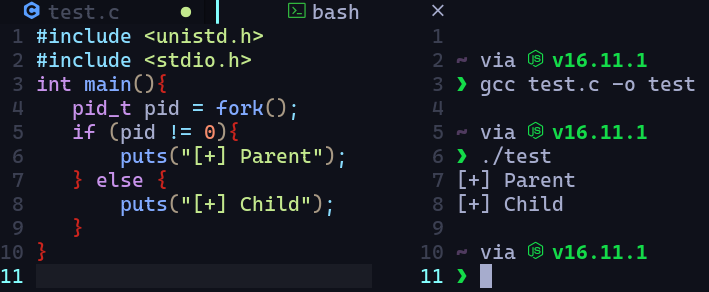 test.c
1 #include <unistd.h>
2 #include <stdio.h>
3 int main(){
4    pid_t pid = fork();
5    if (pid != 0){
6        puts("[+] Parent");
7    } else {
8        puts("[+] Child");
9    }
10 }
11
bash ×
1
2 ~ via JS v16.11.1
3 ❯ gcc test.c -o test
4
5 ~ via JS v16.11.1
6 ❯ ./test
7 [+] Parent
8 [+] Child
9
10 ~ via JS v16.11.1
11 ❯